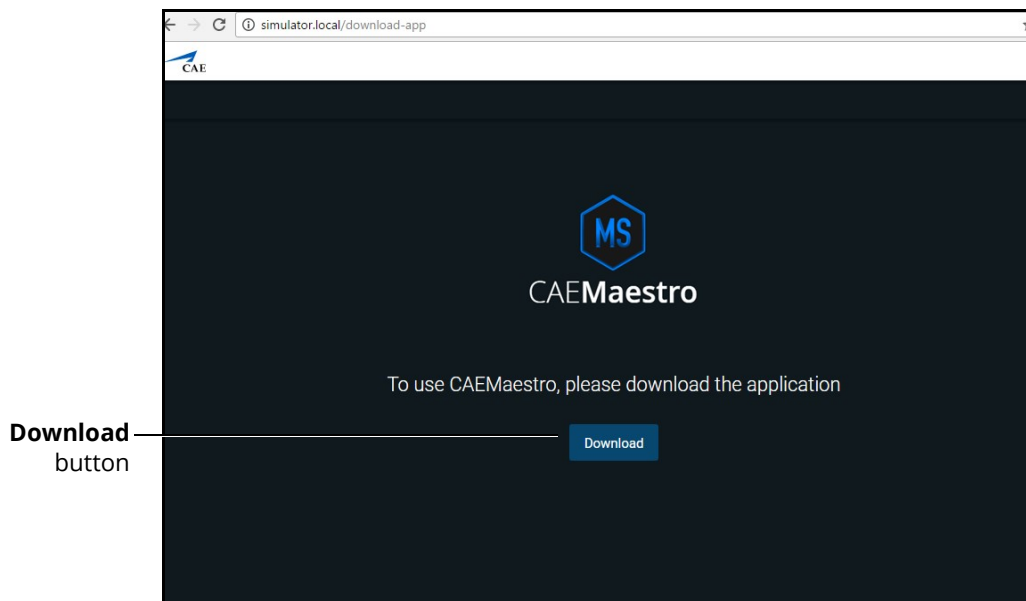 simulator.local/download-app
CAE
MS
CAEMaestro
To use CAEMaestro, please download the application
Download
Download
button